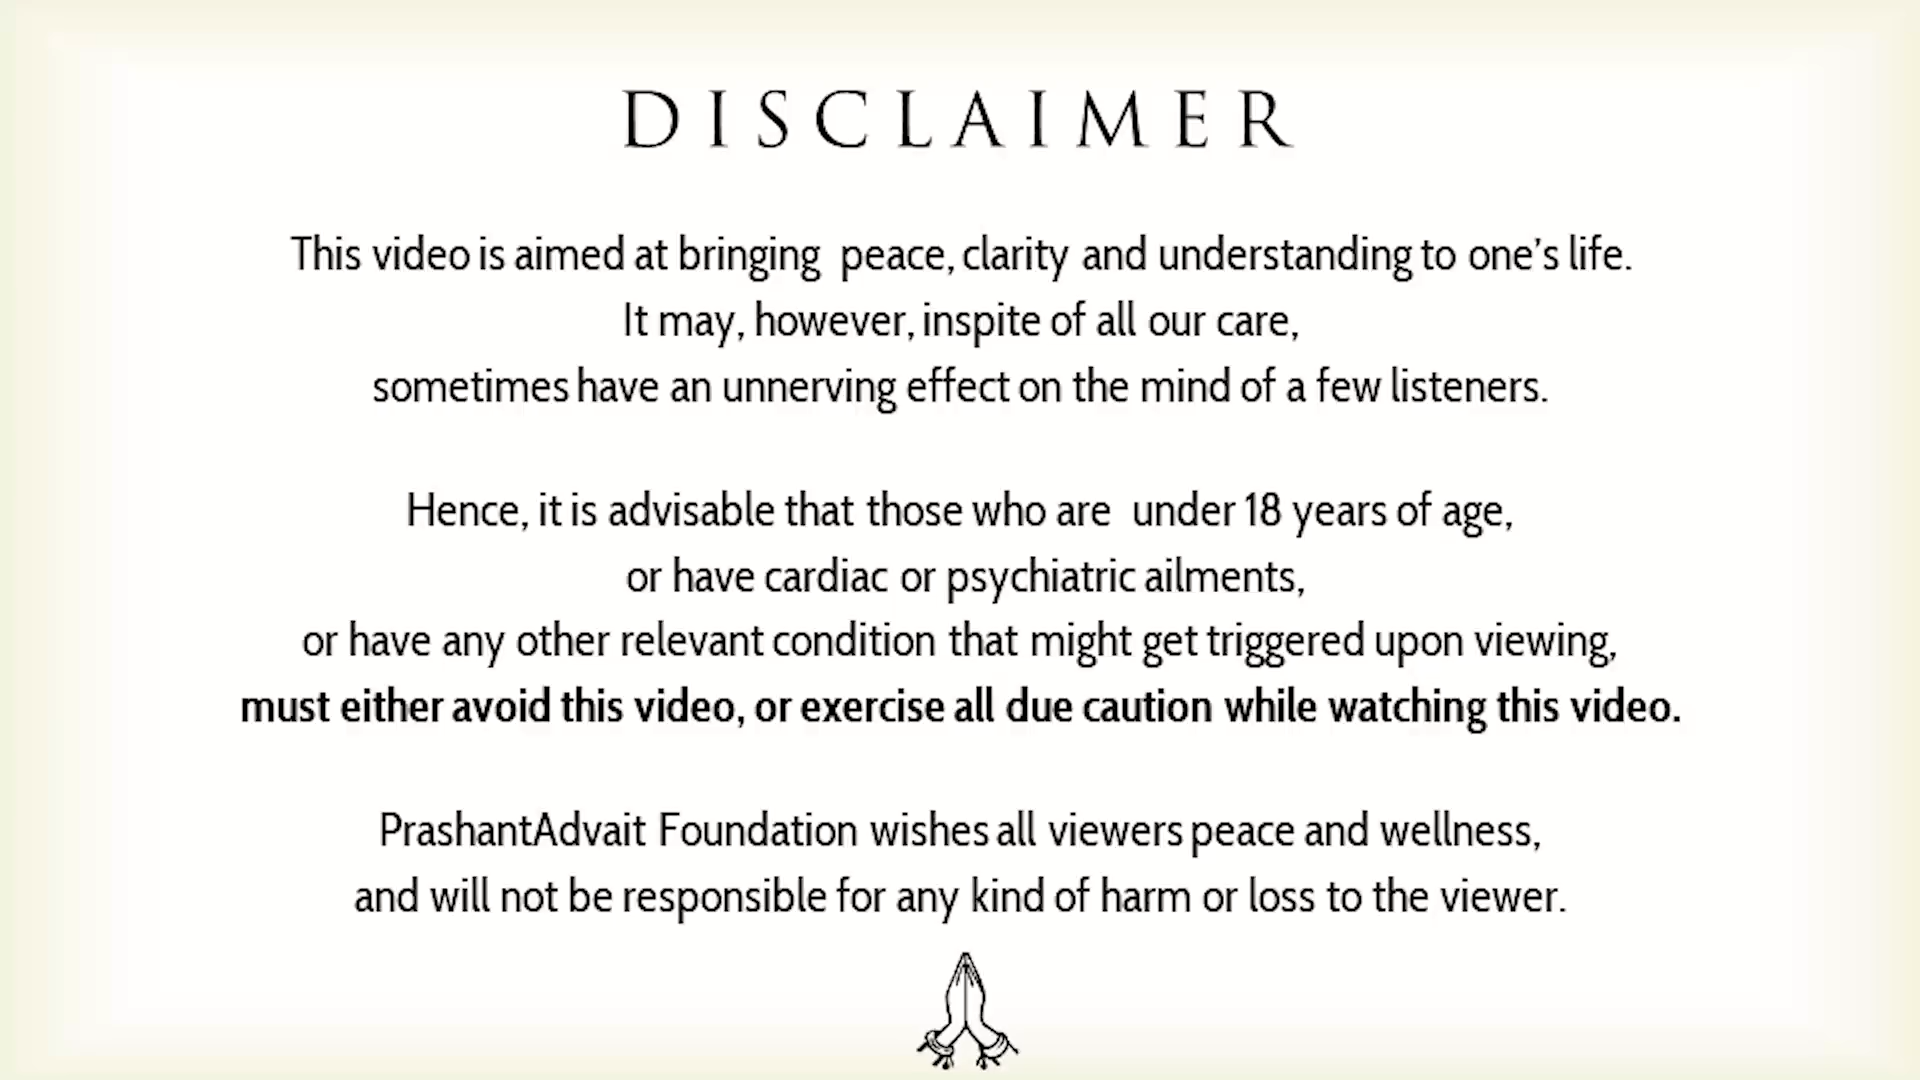 DISCLAIMER
This video is aimed at bringing peace, clarity and understanding to one's life.
It may, however, inspite of all our care,
sometimes have an unnerving effect on the mind of a few listeners.
Hence, it is advisable that those who are under 18 years of age,
or have cardiac or psychiatric ailments,
or have any other relevant condition that might get triggered upon viewing,
must either avoid this video, or exercise all due caution while watching this video.
PrashantAdvait Foundation wishes all viewers peace and wellness,
and will not be responsible for any kind of harm or loss to the viewer.